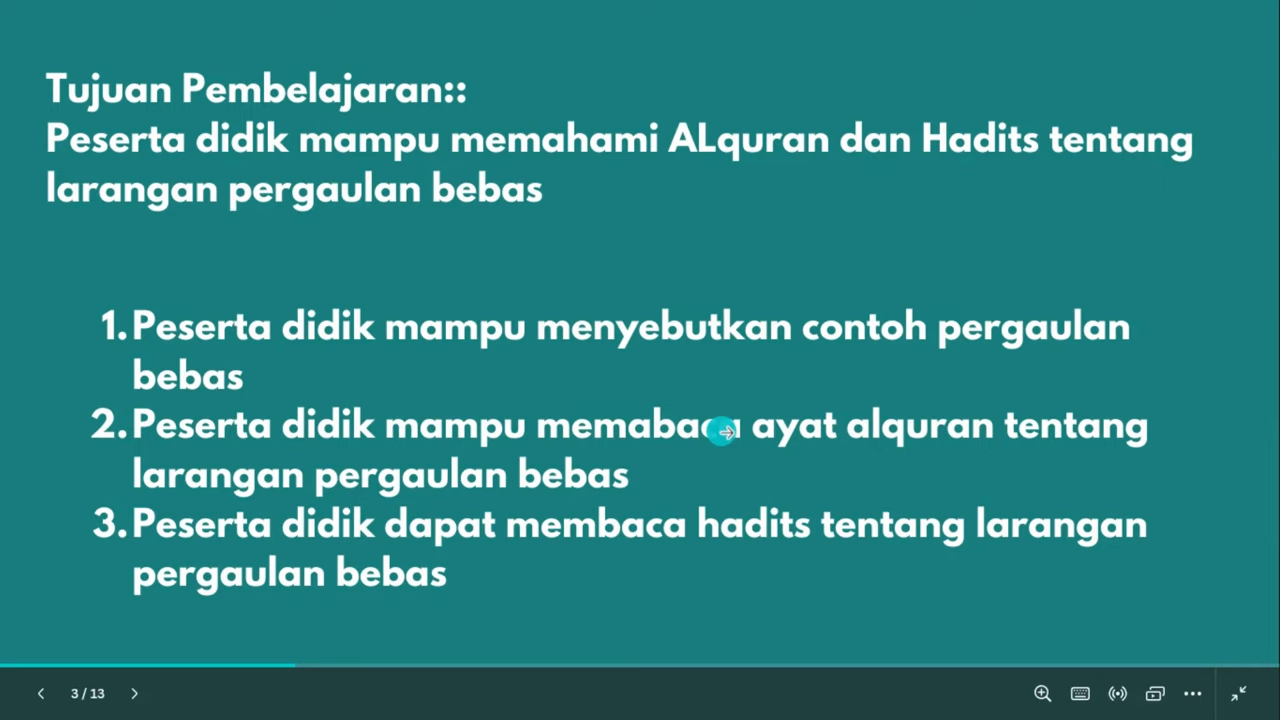 Tujuan Pembelajaran::
Peserta didik mampu memahami ALquran dan Hadits tentang
larangan pergaulan bebas
1. Peserta didik mampu menyebutkan contoh pergaulan
bebas
2. Peserta didik mampu memabaca ayat alquran tentang
larangan pergaulan bebas
3. Peserta didik dapat membaca hadits tentang larangan
pergaulan bebas
3 / 13